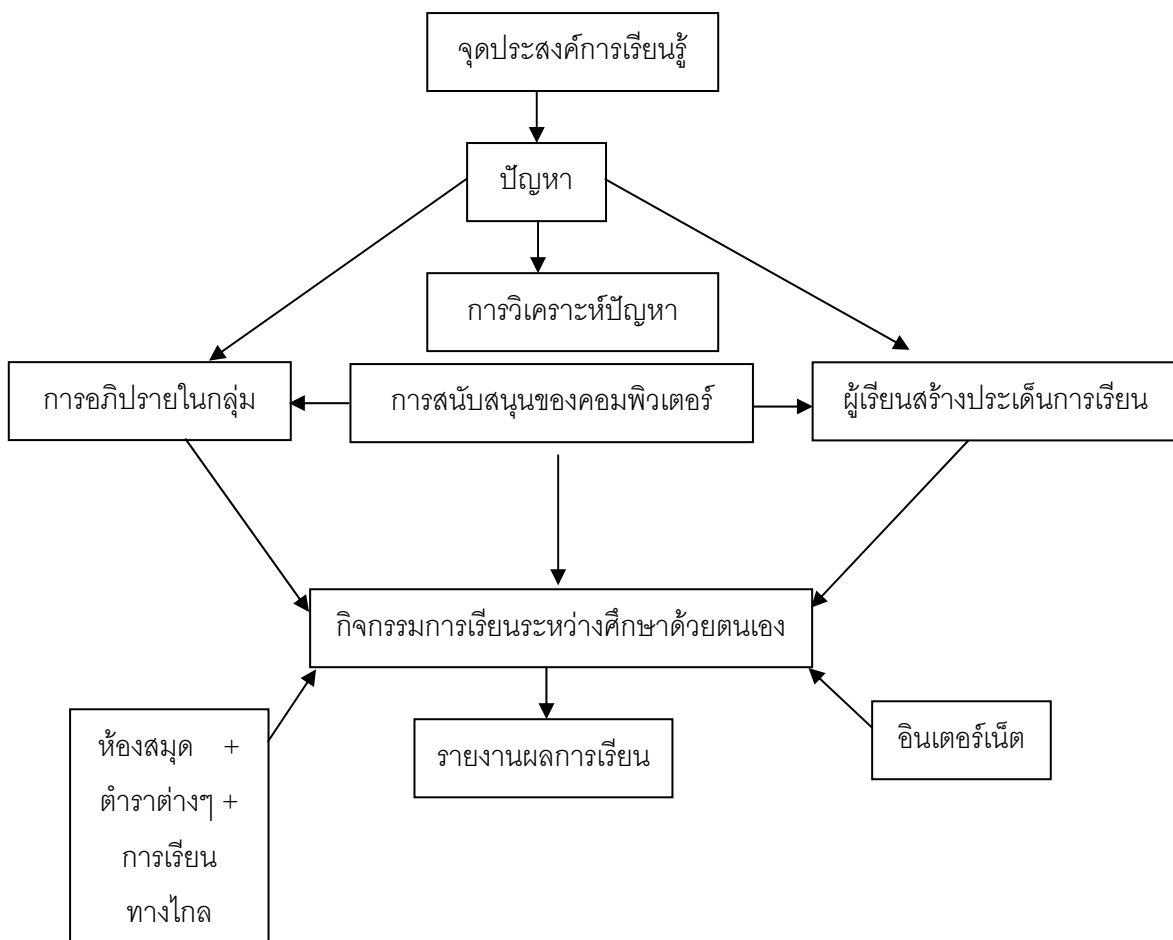 จุดประสงค์การเรียนรู้
ปัญหา
การวิเคราะห์ปัญหา
การอภิปรายในกลุ่ม
การสนับสนุนของคอมพิวเตอร์
ผู้เรียนสร้างประเด็นการเรียน
กิจกรรมการเรียนระหว่างศึกษาด้วยตนเอง
ห้องสมุด +
ตำราต่างๆ +
การเรียน
ทางไกล
รายงานผลการเรียน
อินเตอร์เน็ต